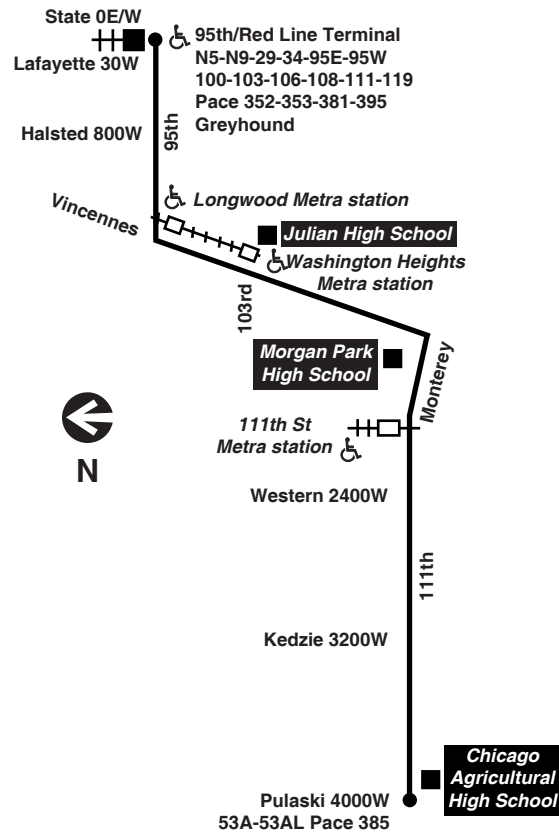 State 0E/W
Lafayette 30W
95th/Red Line Terminal
N5-N9-29-34-95E-95W
100-103-106-108-111-119
Pace 352-353-381-395
Greyhound
Halsted 800W
95th
Longwood Metra station
Vincennes
Julian High School
Washington Heights
Metra station
103rd
Morgan Park
High School
Monterey
111th St
Metra station
N
Western 2400W
111th
Kedzie 3200W
Chicago
Agricultural
High School
Pulaski 4000W
53A-53AL Pace 385